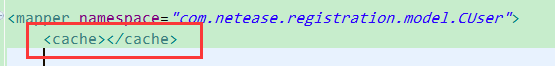 <mapper namespace="com.netease.registration.model.CUser">
<cache></cache>